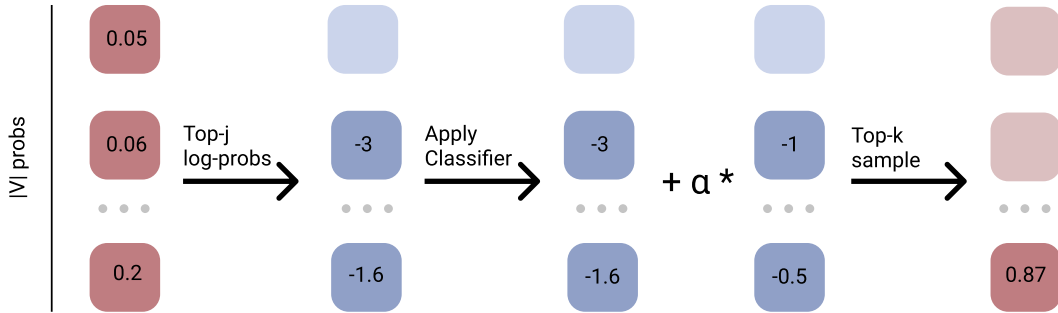 |V| probs
0.05
0.06
0.2
Top-j
log-probs
-3
-1.6
Apply
Classifier
-3
-1.6
+ α *
-1
-0.5
Top-k
sample
0.87